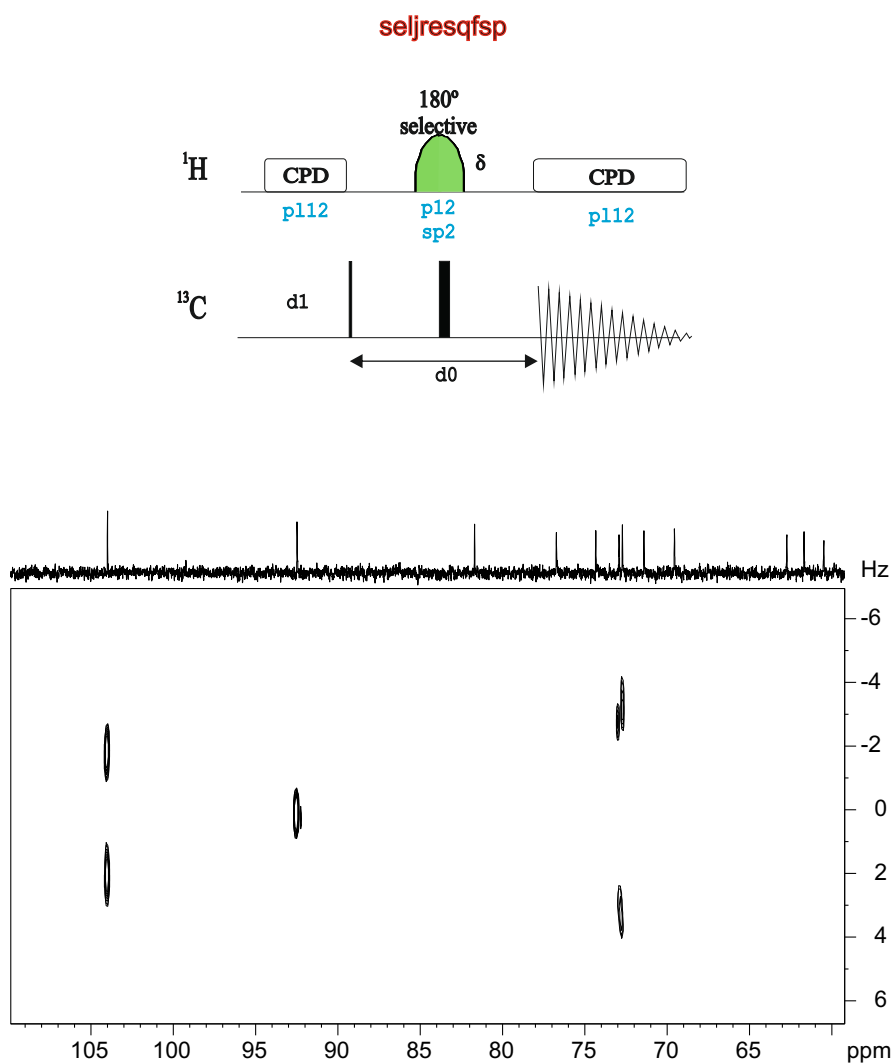 seljresqfsp
180º
selective
¹H
CPD
δ
CPD
pl12
p12
sp2
pl12
¹³C
d1
d0
Hz
-6
-4
-2
0
2
4
6
105 100 95 90 85 80 75 70 65 ppm